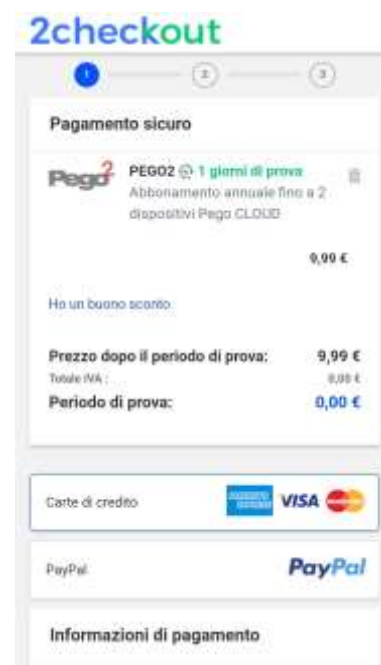 2checkout
1 2 3
Pagamento sicuro
Pego2
PEGO2 1 giorni di prova
Abbonamento annuale fino a 2
dispositivi Pego CLOUD
9,99 €
Ho un buono sconto
Prezzo dopo il periodo di prova: 9,99 €
Totale IVA : 0,00 €
Periodo di prova: 0,00 €
Carte di credito AMERICAN EXPRESS VISA
PayPal PayPal
Informazioni di pagamento